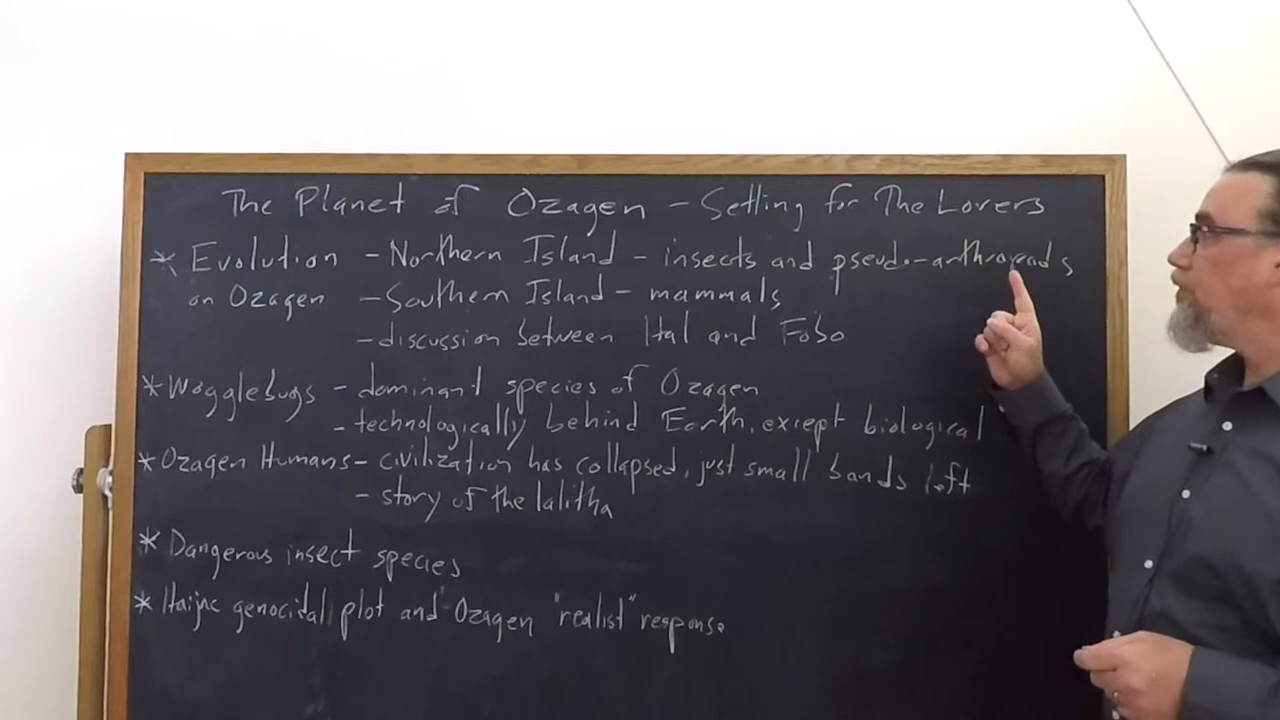 The Planet of Ozagen - Setting for The Lovers
* Evolution - Northern Island - insects and pseudo-arthropods
on Ozagen - Southern Island - mammals
- discussion between Hal and Fobo
* Wogglebugs - dominant species of Ozagen
- technologically behind Earth, except biological
* Ozagen Humans - civilization has collapsed, just small bands left
- story of the lalitha
* Dangerous insect species
* Haijac genocidal plot and Ozagen "realist" response